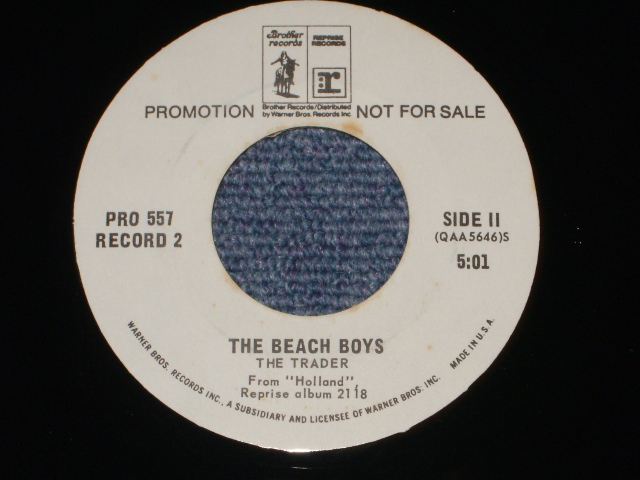 Brother records
REPRISE RECORDS
r
Brother Records/Distributed by Warner Bros. Records Inc
PROMOTION NOT FOR SALE
PRO 557
RECORD 2
SIDE II
(QAA5646)S
5:01
THE BEACH BOYS
THE TRADER
From "Holland",
Reprise album 2118
WARNER BROS. RECORDS INC., A SUBSIDIARY AND LICENSEE OF WARNER BROS. INC.
MADE IN U.S.A.